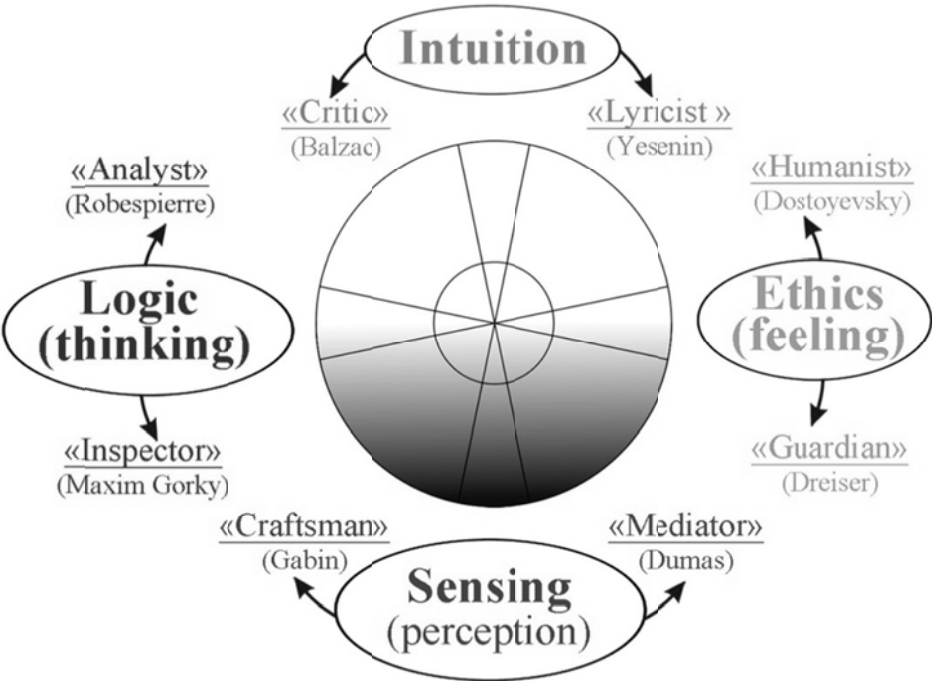 Intuition
«Critic»
(Balzac)
«Lyricist »
(Yesenin)
«Analyst»
(Robespierre)
«Humanist»
(Dostoyevsky)
Logic
(thinking)
Ethics
(feeling)
«Inspector»
(Maxim Gorky)
«Guardian»
(Dreiser)
«Craftsman»
(Gabin)
«Mediator»
(Dumas)
Sensing
(perception)